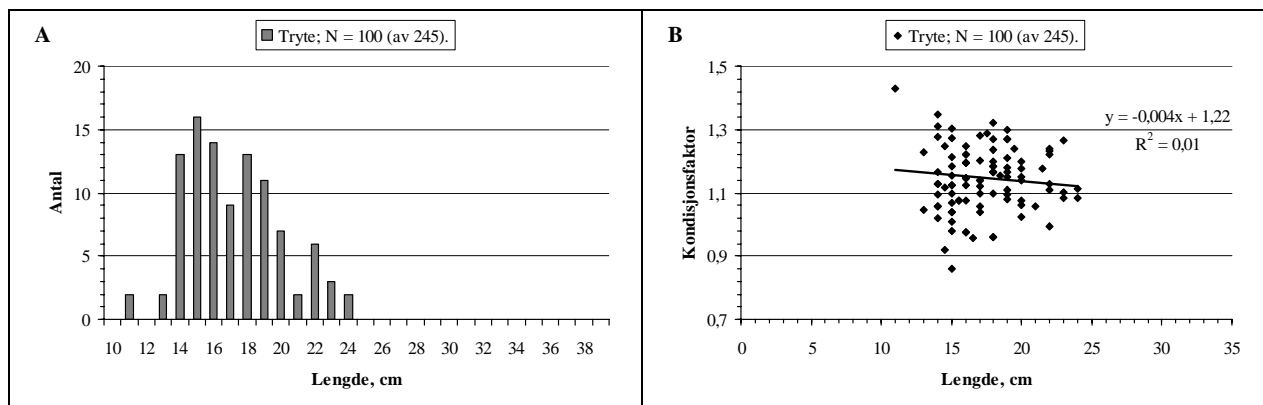 A
Tryte; N = 100 (av 245).
Antal
20
15
10
5
0
10 12 14 16 18 20 22 24 26 28 30 32 34 36 38
Lengde, cm
B
Tryte; N = 100 (av 245).
Kondisjonsfaktor
1,5
1,3
1,1
0,9
0,7
y = -0,004x + 1,22
R² = 0,01
0 5 10 15 20 25 30 35
Lengde, cm